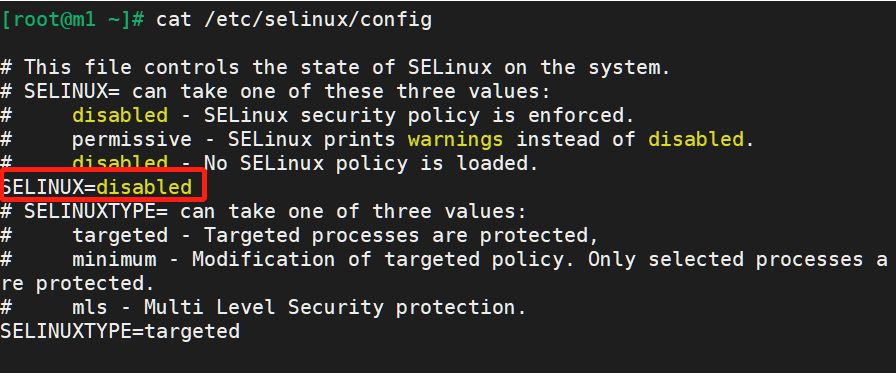 [root@m1 ~]# cat /etc/selinux/config
# This file controls the state of SELinux on the system.
# SELINUX= can take one of these three values:
#     disabled - SELinux security policy is enforced.
#     permissive - SELinux prints warnings instead of disabled.
#     disabled - No SELinux policy is loaded.
SELINUX=disabled
# SELINUXTYPE= can take one of three values:
#     targeted - Targeted processes are protected,
#     minimum - Modification of targeted policy. Only selected processes a
re protected.
#     mls - Multi Level Security protection.
SELINUXTYPE=targeted